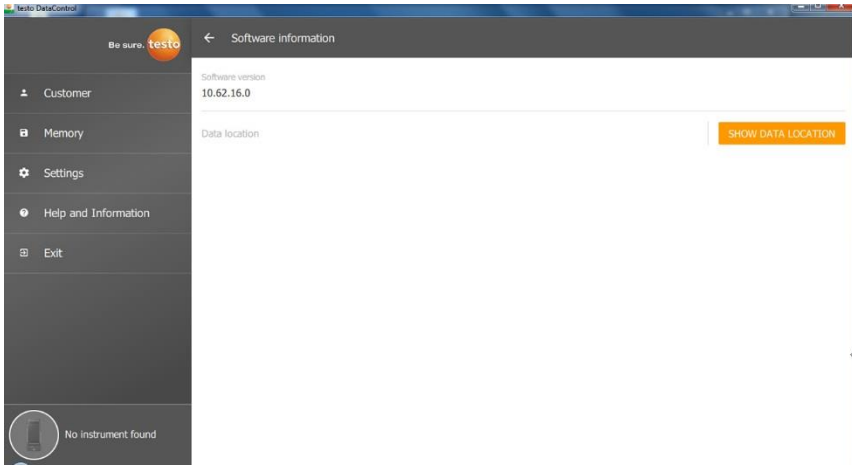 testo DataControl
Be sure. testo
← Software information
Customer
Memory
Settings
Help and Information
Exit
Software version
10.62.16.0
Data location
SHOW DATA LOCATION
No instrument found